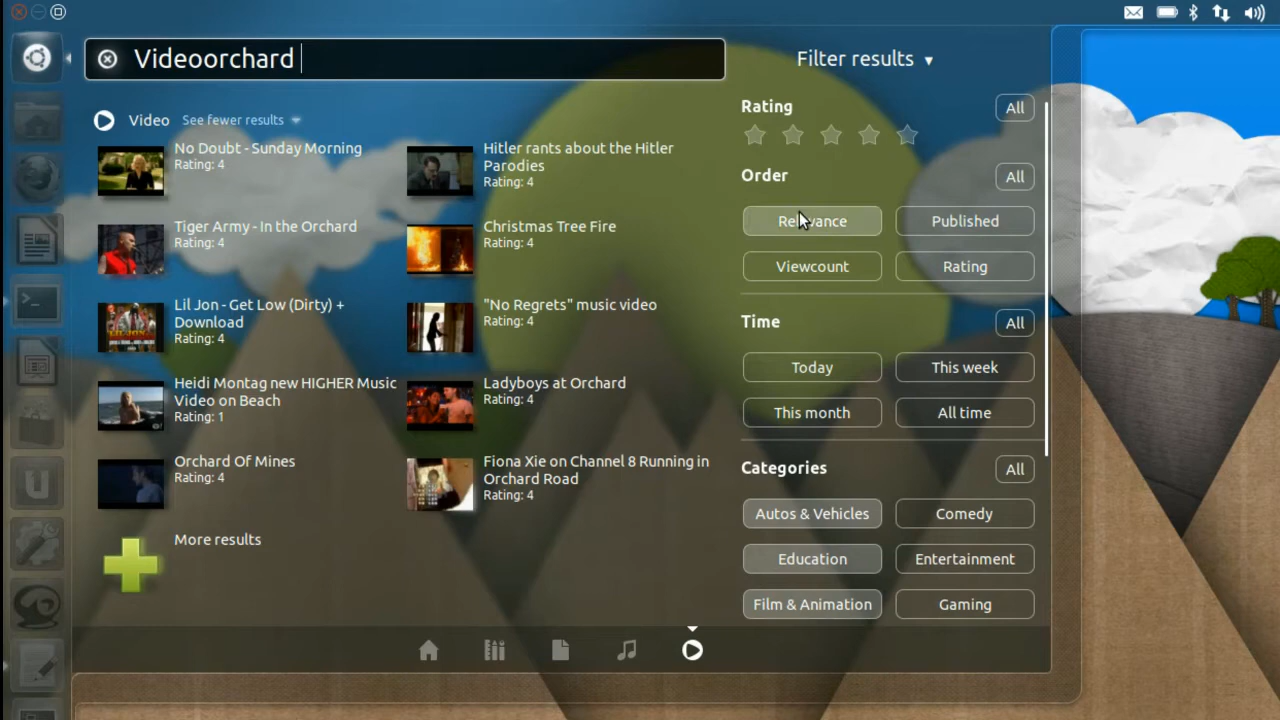 Videoorchard
Filter results
Video See fewer results
No Doubt - Sunday Morning
Rating: 4
Hitler rants about the Hitler
Parodies
Rating: 4
Tiger Army - In the Orchard
Rating: 4
Christmas Tree Fire
Rating: 4
Lil Jon - Get Low (Dirty) +
Download
Rating: 4
"No Regrets" music video
Rating: 4
Heidi Montag new HIGHER Music
Video on Beach
Rating: 1
Ladyboys at Orchard
Rating: 4
Orchard Of Mines
Rating: 4
Fiona Xie on Channel 8 Running in
Orchard Road
Rating: 4
More results
Rating All
Order All
Relevance Published
Viewcount Rating
Time All
Today This week
This month All time
Categories All
Autos & Vehicles Comedy
Education Entertainment
Film & Animation Gaming